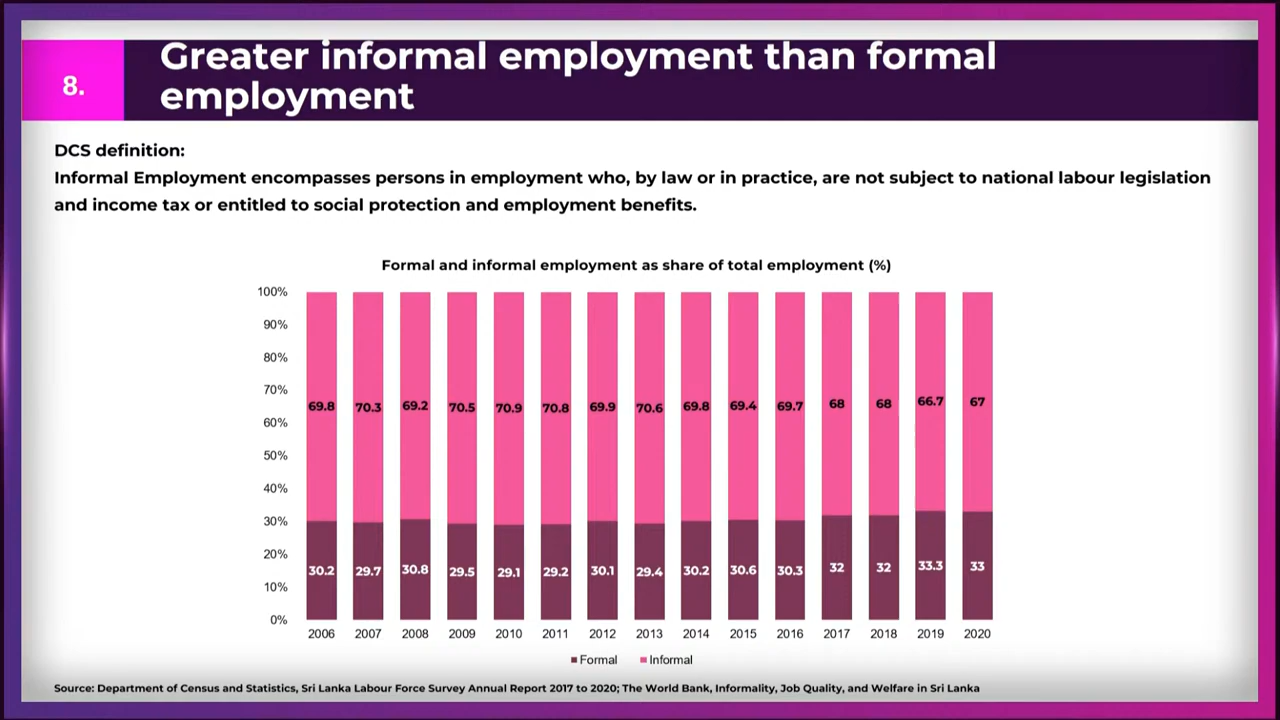 8.
Greater informal employment than formal
employment
DCS definition:
Informal Employment encompasses persons in employment who, by law or in practice, are not subject to national labour legislation
and income tax or entitled to social protection and employment benefits.
Formal and informal employment as share of total employment (%)
100%
90%
80%
70%
60%
50%
40%
30%
20%
10%
0%
69.8 70.3 69.2 70.5 70.9 70.8 69.9 70.6 69.8 69.4 69.7 68 68 66.7 67
30.2 29.7 30.8 29.5 29.1 29.2 30.1 29.4 30.2 30.6 30.3 32 32 33.3 33
2006 2007 2008 2009 2010 2011 2012 2013 2014 2015 2016 2017 2018 2019 2020
Formal Informal
Source: Department of Census and Statistics, Sri Lanka Labour Force Survey Annual Report 2017 to 2020; The World Bank, Informality, Job Quality, and Welfare in Sri Lanka